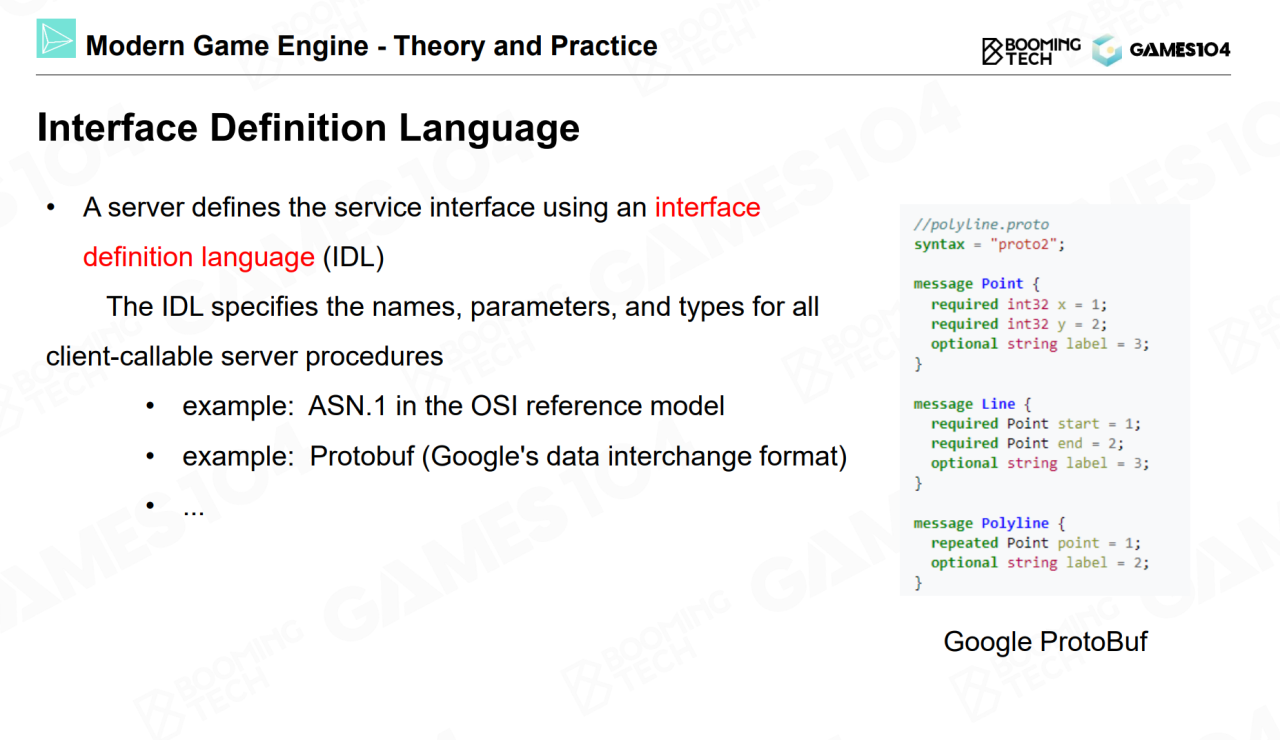 Modern Game Engine - Theory and Practice
BOOMING
TECH
GAMES104
Interface Definition Language
• A server defines the service interface using an interface
definition language (IDL)
The IDL specifies the names, parameters, and types for all
client-callable server procedures
• example: ASN.1 in the OSI reference model
• example: Protobuf (Google's data interchange format)
• ...
//polyline.proto
syntax = "proto2";
message Point {
required int32 x = 1;
required int32 y = 2;
optional string label = 3;
}
message Line {
required Point start = 1;
required Point end = 2;
optional string label = 3;
}
message Polyline {
repeated Point point = 1;
optional string label = 2;
}
Google ProtoBuf